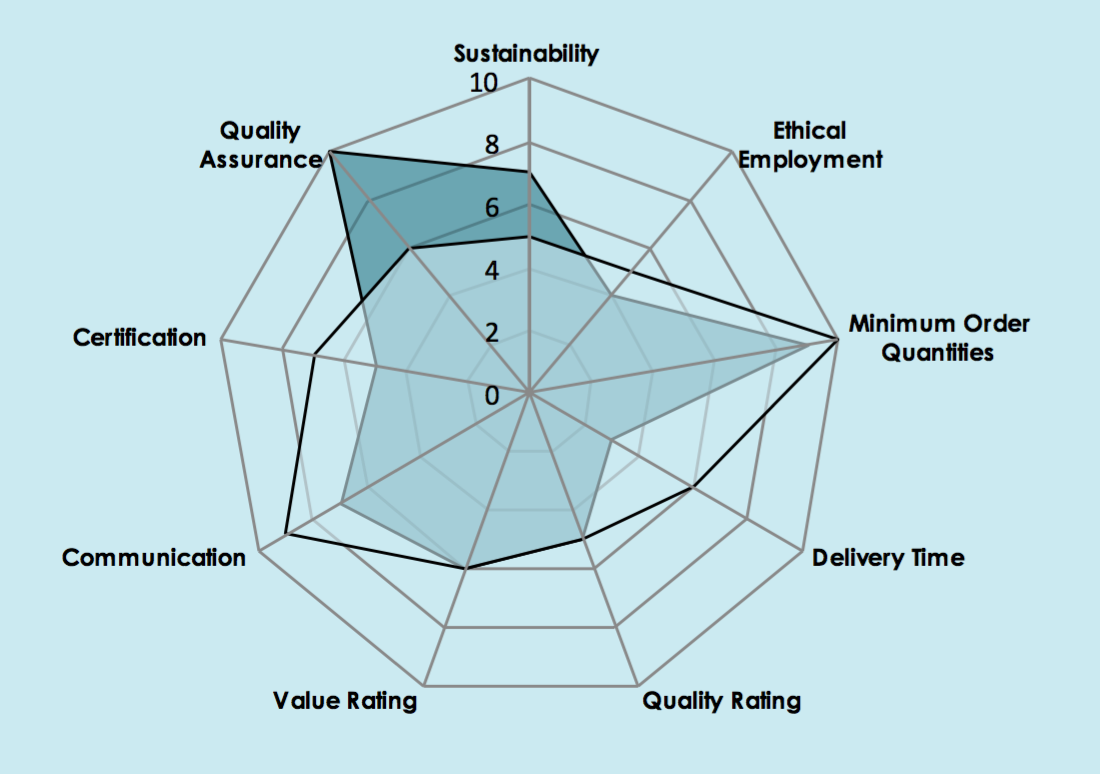 Sustainability
10
8
6
4
2
0
Ethical
Employment
Minimum Order
Quantities
Delivery Time
Quality Rating
Value Rating
Communication
Certification
Quality
Assurance